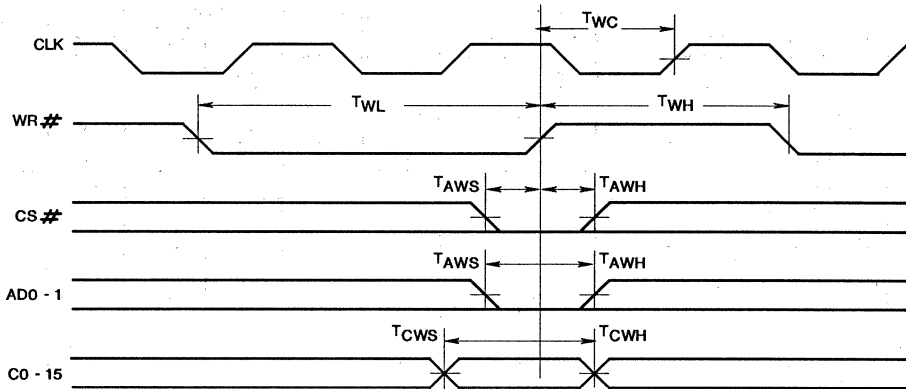 TWC
CLK
TWL TWH
WR#
TAWS TAWH
CS#
TAWS TAWH
AD0 - 1
TCWS TCWH
C0 - 15